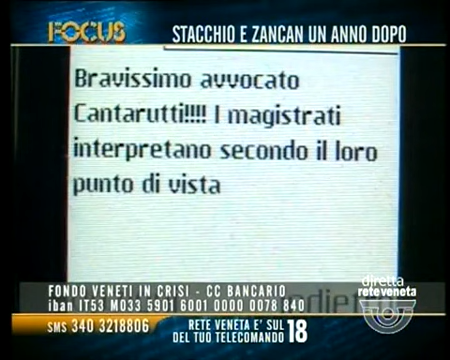 FOCUS
STACCHIO E ZANCAN UN ANNO DOPO
Bravissimo avvocato
Cantarutti!!!! I magistrati
interpretano secondo il loro
punto di vista
FONDO VENETI IN CRISI - CC BANCARIO
iban IT53 M033 5901 6001 0000 0078 840
diretta
reteveneta
SMS 340 3218806
RETE VENETA E' SUL
DEL TUO TELECOMANDO 18